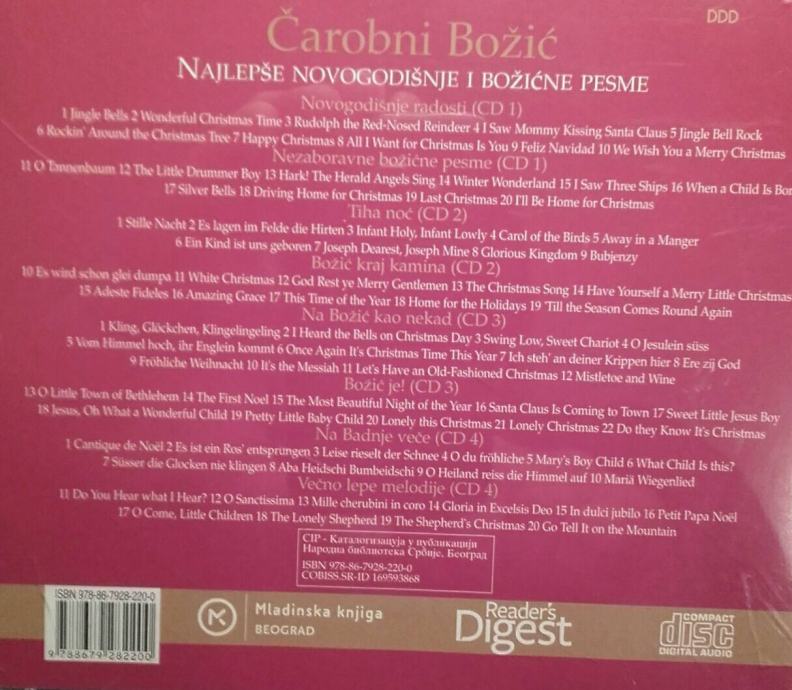 DDD
Čarobni Božić
Najlepše novogodišnje i božićne pesme
Novogodišnje radosti (CD 1)
1 Jingle Bells 2 Wonderful Christmas Time 3 Rudolph the Red-Nosed Reindeer 4 I Saw Mommy Kissing Santa Claus 5 Jingle Bell Rock
6 Rockin' Around the Christmas Tree 7 Happy Christmas 8 All I Want for Christmas Is You 9 Feliz Navidad 10 We Wish You a Merry Christmas
Nezaboravne božićne pesme (CD 1)
11 O Tannenbaum 12 The Little Drummer Boy 13 Hark! The Herald Angels Sing 14 Winter Wonderland 15 I Saw Three Ships 16 When a Child Is Bor
17 Silver Bells 18 Driving Home for Christmas 19 Last Christmas 20 I'll Be Home for Christmas
Tiha noć (CD 2)
1 Stille Nacht 2 Es lagen im Felde die Hirten 3 Infant Holy, Infant Lowly 4 Carol of the Birds 5 Away in a Manger
6 Ein Kind ist uns geboren 7 Joseph Dearest, Joseph Mine 8 Glorious Kingdom 9 Bubjenzy
Božić kraj kamina (CD 2)
10 Es wird schon glei dumpa 11 White Christmas 12 God Rest ye Merry Gentlemen 13 The Christmas Song 14 Have Yourself a Merry Little Christmas
15 Adeste Fideles 16 Amazing Grace 17 This Time of the Year 18 Home for the Holidays 19 'Till the Season Comes Round Again
Na Božić kao nekad (CD 3)
1 Kling, Glöckchen, Klingelingeling 2 I Heard the Bells on Christmas Day 3 Swing Low, Sweet Chariot 4 O Jesulein süss
5 Vom Himmel hoch, ihr Englein kommt 6 Once Again It's Christmas Time This Year 7 Ich steh' an deiner Krippen hier 8 Ere zij God
9 Fröhliche Weihnacht 10 It's the Messiah 11 Let's Have an Old-Fashioned Christmas 12 Mistletoe and Wine
Božić je! (CD 3)
13 O Little Town of Bethlehem 14 The First Noel 15 The Most Beautiful Night of the Year 16 Santa Claus Is Coming to Town 17 Sweet Little Jesus Boy
18 Jesus, Oh What a Wonderful Child 19 Pretty Little Baby Child 20 Lonely this Christmas 21 Lonely Christmas 22 Do they Know It's Christmas
Na Badnje veče (CD 4)
1 Cantique de Noël 2 Es ist ein Ros' entsprungen 3 Leise rieselt der Schnee 4 O du fröhliche 5 Mary's Boy Child 6 What Child Is this?
7 Süsser die Glocken nie klingen 8 Aba Heidschi Bumbeidschi 9 O Heiland reiss die Himmel auf 10 Mariä Wiegenlied
Večno lepe melodije (CD 4)
11 Do You Hear what I Hear? 12 O Sanctissima 13 Mille cherubini in coro 14 Gloria in Excelsis Deo 15 In dulci jubilo 16 Petit Papa Noël
17 O Come, Little Children 18 The Lonely Shepherd 19 The Shepherd's Christmas 20 Go Tell It on the Mountain
CIP - Каталогизација у публикацији
Народна библиотека Србије, Београд
ISBN 978-86-7928-220-0
COBISS.SR-ID 169593868
ISBN 978-86-7928-220-0
9 788679 282200
Mladinska knjiga
BEOGRAD
Reader's
Digest
COMPACT
disc
DIGITAL AUDIO